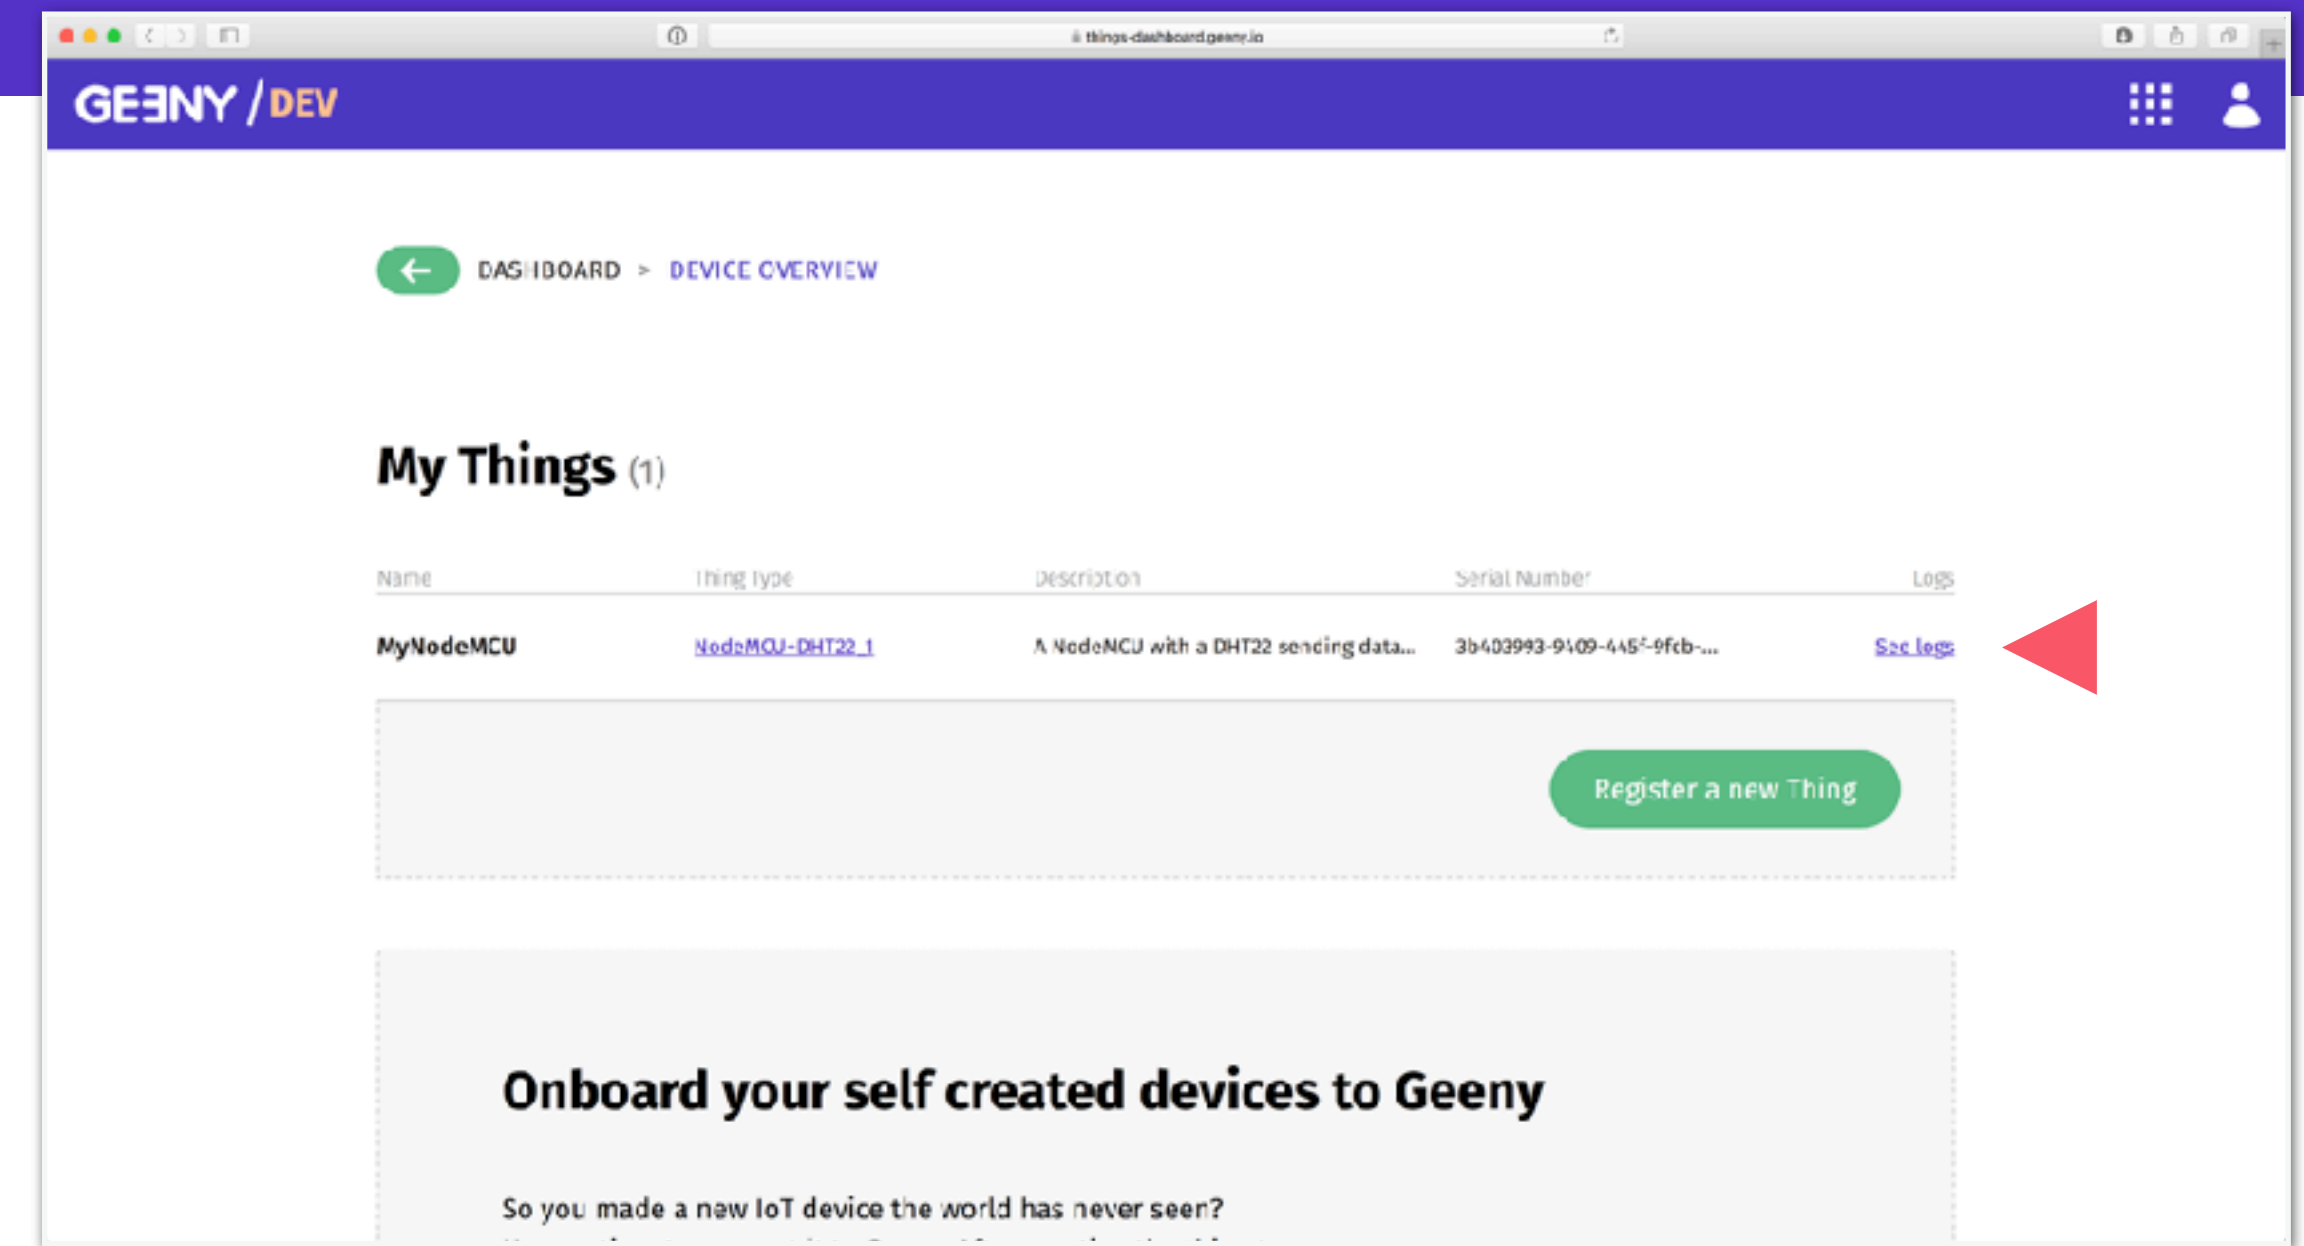 things-dashboard.geeny.io
GEENY / DEV
DASHBOARD > DEVICE OVERVIEW
My Things (1)
Name Thing Type Description Serial Number Logs
MyNodeMCU NodeMCU-DHT22_1 A NodeMCU with a DHT22 sending data... See logs
Register a new Thing
Onboard your self created devices to Geeny
So you made a new IoT device the world has never seen?